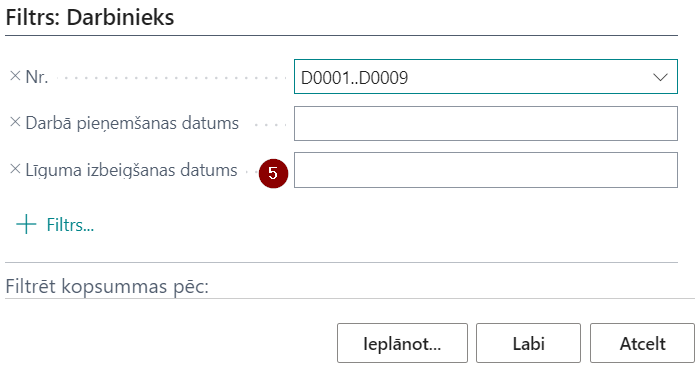 Filtrs: Darbinieks
× Nr. D0001..D0009
× Darbā pieņemšanas datums
× Līguma izbeigšanas datums 5
+ Filtrs...
Filtrēt kopsummas pēc:
Ieplānot... Labi Atcelt